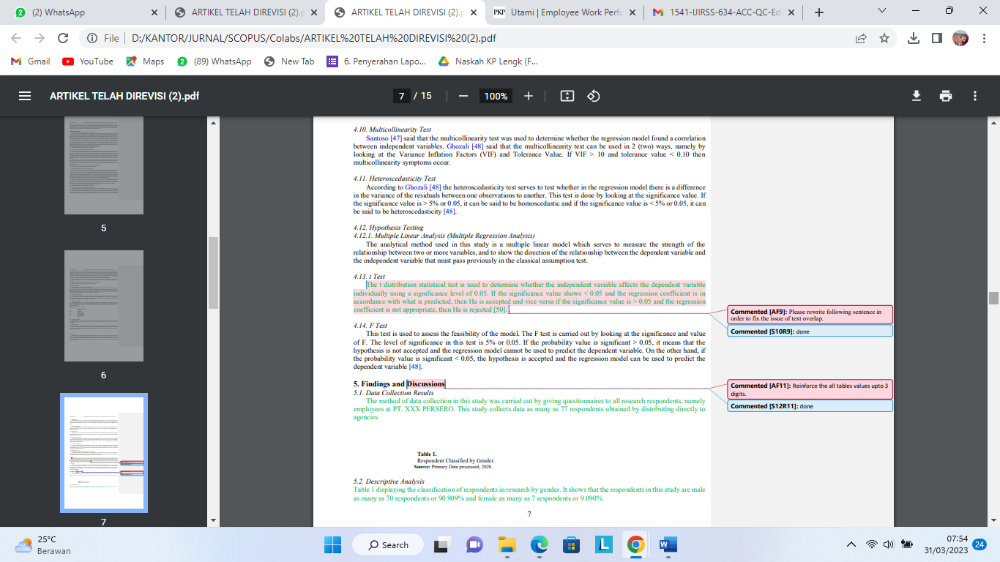 (2) WhatsApp
ARTIKEL TELAH DIREVISI (2).p
ARTIKEL TELAH DIREVISI (2).p
PKP Utami | Employee Work Perfo
1541-IJIRSS-634-ACC-QC-Ed
File D:/KANTOR/JURNAL/SCOPUS/Colabs/ARTIKEL%20TELAH%20DIREVISI%20(2).pdf
Gmail
YouTube
Maps
2 (89) WhatsApp
New Tab
6. Penyerahan Lapo...
Naskah KP Lengk (F...
ARTIKEL TELAH DIREVISI (2).pdf
7 / 15
100%
5
6
7
4.10. Multicollinearity Test
Santoso [47] said that the multicollinearity test was used to determine whether the regression model found a correlation
between independent variables. Ghozali [48] said that the multicollinearity test can be used in 2 (two) ways, namely by
looking at the Variance Inflation Factors (VIF) and Tolerance Value. If VIF > 10 and tolerance value < 0.10 then
multicollinearity symptoms occur.
4.11. Heteroscedasticity Test
According to Ghozali [48] the heteroscedasticity test serves to test whether in the regression model there is a difference
in the variance of the residuals between one observations to another. This test is done by looking at the significance value. If
the significance value is > 5% or 0.05, it can be said to be homoscedastic and if the significance value is < 5% or 0.05, it can
be said to be heteroscedasticity [48].
4.12. Hypothesis Testing
4.12.1. Multiple Linear Analysis (Multiple Regression Analysis)
The analytical method used in this study is a multiple linear model which serves to measure the strength of the
relationship between two or more variables, and to show the direction of the relationship between the dependent variable and
the independent variable that must pass previously in the classical assumption test.
4.13. t Test
The t distribution statistical test is used to determine whether the independent variable affects the dependent variable
individually using a significance level of 0.05. If the significance value shows < 0.05 and the regression coefficient is in
accordance with what is predicted, then Ha is accepted and vice versa if the significance value is > 0.05 and the regression
coefficient is not appropriate, then Ha is rejected [50].
Commented [AF9]: Please rewrite following sentence in
order to fix the issue of text overlap.
Commented [S10R9]: done
4.14. F Test
This test is used to assess the feasibility of the model. The F test is carried out by looking at the significance and value
of F. The level of significance in this test is 5% or 0.05. If the probability value is significant > 0.05, it means that the
hypothesis is not accepted and the regression model cannot be used to predict the dependent variable. On the other hand, if
the probability value is significant < 0.05, the hypothesis is accepted and the regression model can be used to predict the
dependent variable [48].
5. Findings and Discussions
Commented [AF11]: Reinforce the all tables values upto 3
digits.
Commented [S12R11]: done
5.1. Data Collection Results
The method of data collection in this study was carried out by giving questionnaires to all research respondents, namely
employees at PT. XXX PERSERO. This study collects data as many as 77 respondents obtained by distributing directly to
agencies.
Table 1.
Respondent Classified by Gender.
Source: Primary Data processed, 2020.
5.2. Descriptive Analysis
Table 1 displaying the classification of respondents in research by gender. It shows that the respondents in this study are male
as many as 70 respondents or 90.909% and female as many as 7 respondents or 9.090%.
7
25°C
Berawan
Search
07:54
31/03/2023
24